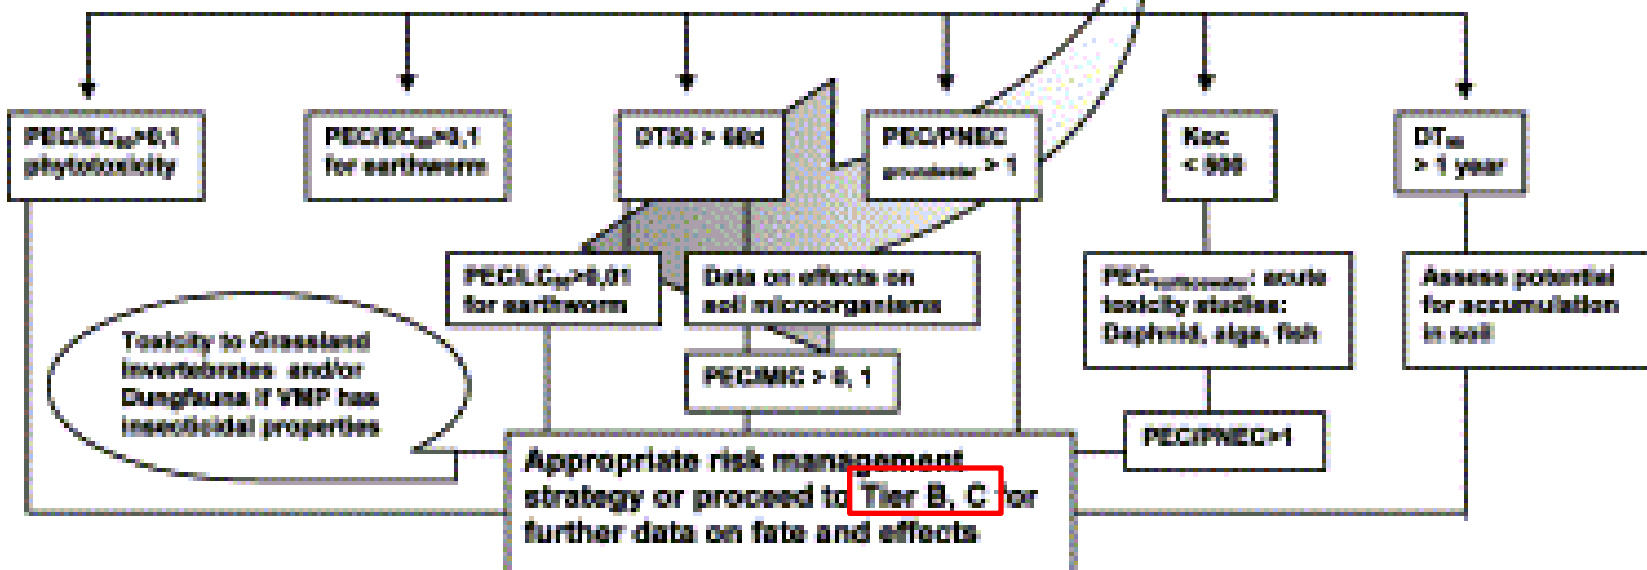 PEC/EC50>0,1
phytotoxicity
PEC/EC50>0,1
for earthworm
DT50 > 60d
PEC/PNEC
groundwater > 1
Koc
< 500
DT90
> 1 year
PEC/LC50>0,01
for earthworm
Data on effects on
soil microorganisms
PECsurfacewater: acute
toxicity studies:
Daphnid, alga, fish
Assess potential
for accumulation
in soil
Toxicity to Grassland
invertebrates and/or
Dungfauna if VMP has
insecticidal properties
PEC/MIC > 0, 1
PEC/PNEC>1
Appropriate risk management
strategy or proceed to Tier B, C for
further data on fate and effects